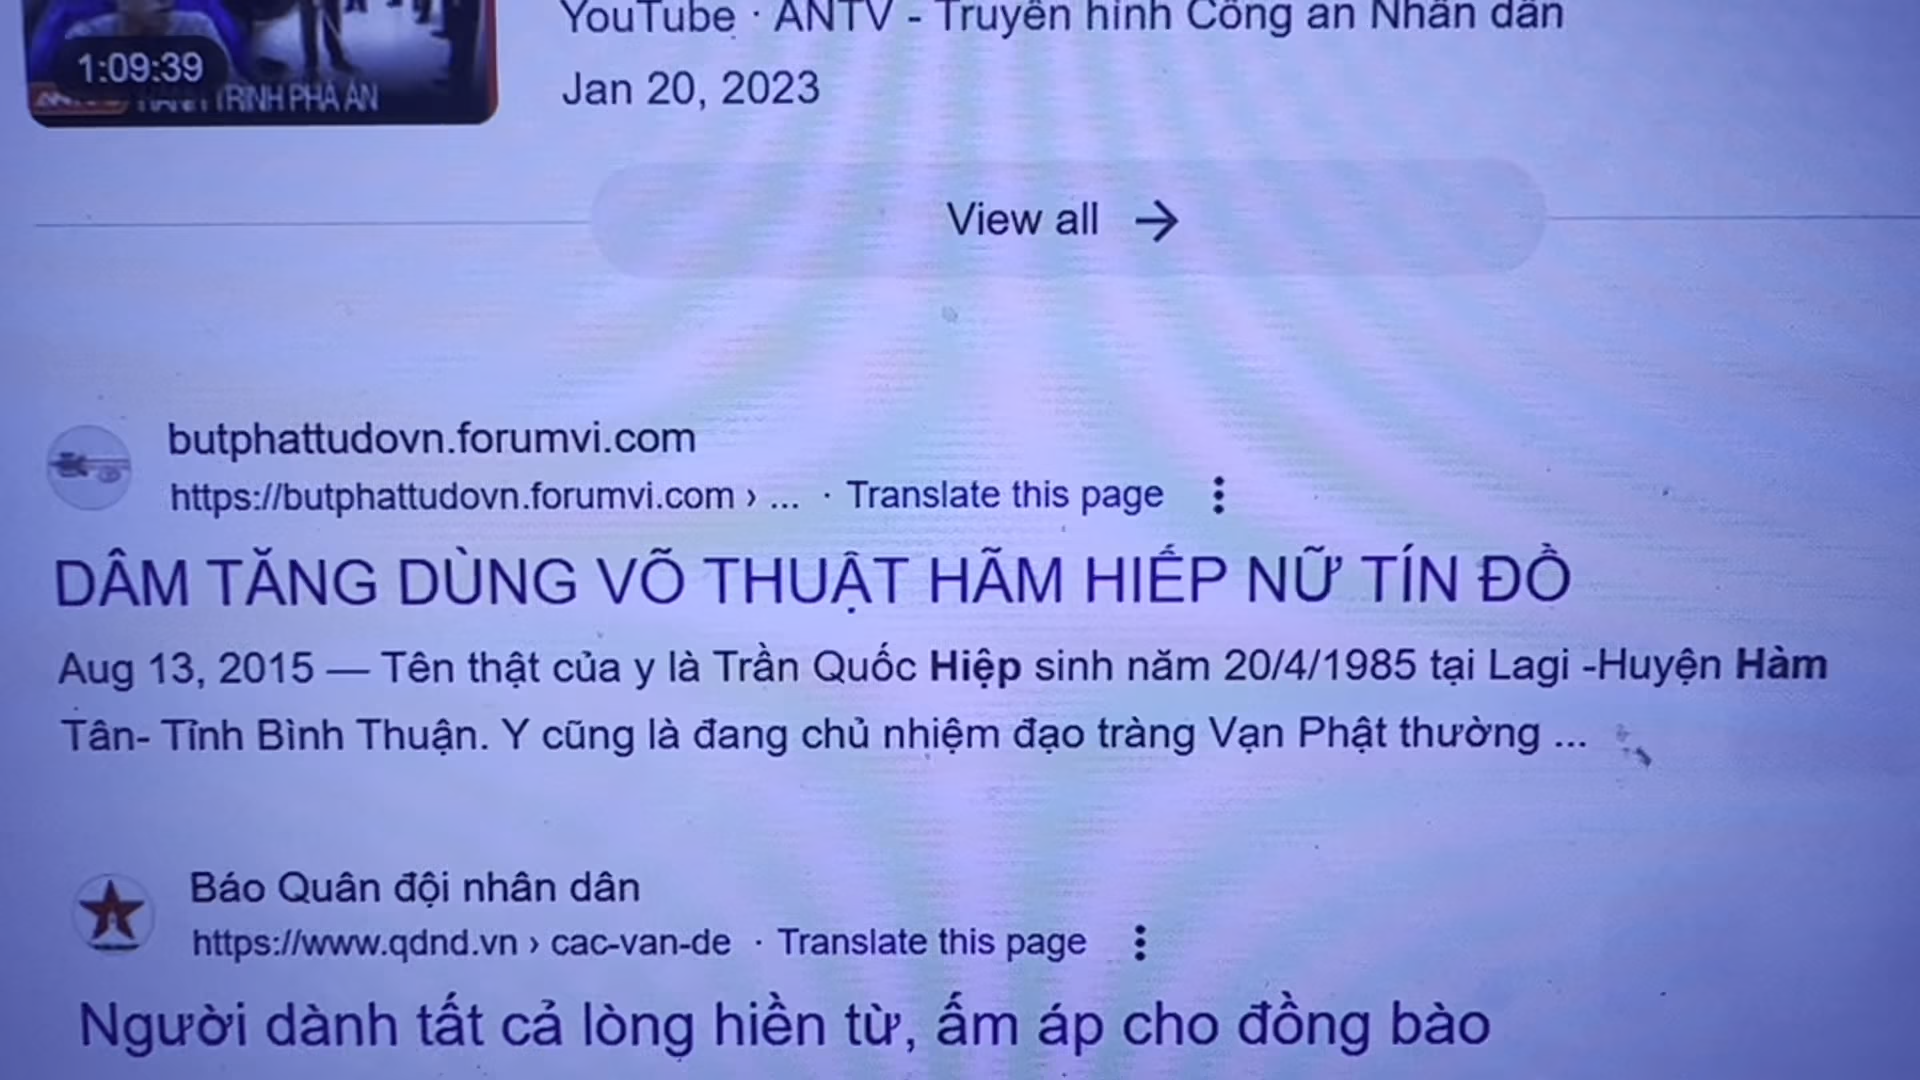 YouTube · ANTV - Truyền hình Công an Nhân dân
1:09:39
TRÌNH PHÁ ÁN
Jan 20, 2023
View all →
butphattudovn.forumvi.com
https://butphattudovn.forumvi.com › ... · Translate this page
DÂM TĂNG DÙNG VÕ THUẬT HÃM HIẾP NỮ TÍN ĐỒ
Aug 13, 2015 — Tên thật của y là Trần Quốc Hiệp sinh năm 20/4/1985 tại Lagi -Huyện Hàm
Tân- Tỉnh Bình Thuận. Y cũng là đang chủ nhiệm đạo tràng Vạn Phật thường ...
Báo Quân đội nhân dân
https://www.qdnd.vn › cac-van-de · Translate this page
Người dành tất cả lòng hiền từ, ấm áp cho đồng bào